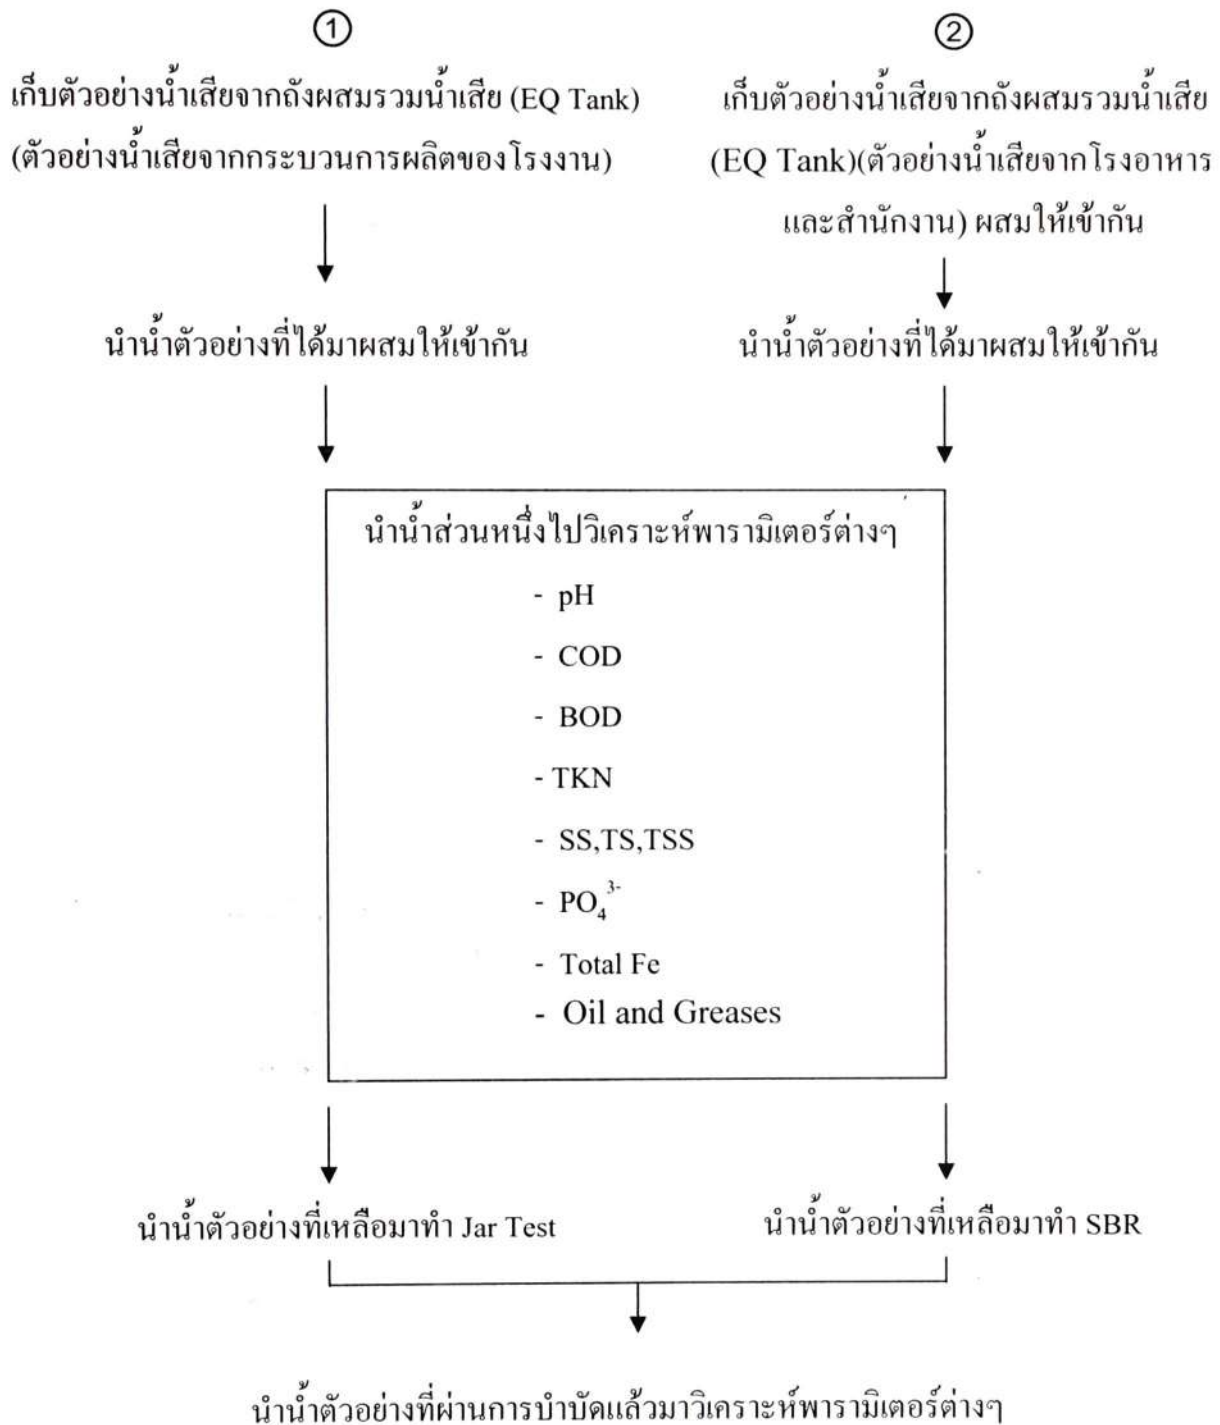 ①
เก็บตัวอย่างน้ำเสียจากถังผสมรวมน้ำเสีย (EQ Tank)
(ตัวอย่างน้ำเสียจากกระบวนการผลิตของโรงงาน)
②
เก็บตัวอย่างน้ำเสียจากถังผสมรวมน้ำเสีย
(EQ Tank)(ตัวอย่างน้ำเสียจากโรงอาหาร
และสำนักงาน) ผสมให้เข้ากัน
นำน้ำตัวอย่างที่ได้มาผสมให้เข้ากัน
นำน้ำตัวอย่างที่ได้มาผสมให้เข้ากัน
นำน้ำส่วนหนึ่งไปวิเคราะห์พารามิเตอร์ต่างๆ
- pH
- COD
- BOD
- TKN
- SS,TS,TSS
- PO₄³⁻
- Total Fe
- Oil and Greases
นำน้ำตัวอย่างที่เหลือมาทำ Jar Test
นำน้ำตัวอย่างที่เหลือมาทำ SBR
นำน้ำตัวอย่างที่ผ่านการบำบัดแล้วมาวิเคราะห์พารามิเตอร์ต่างๆ